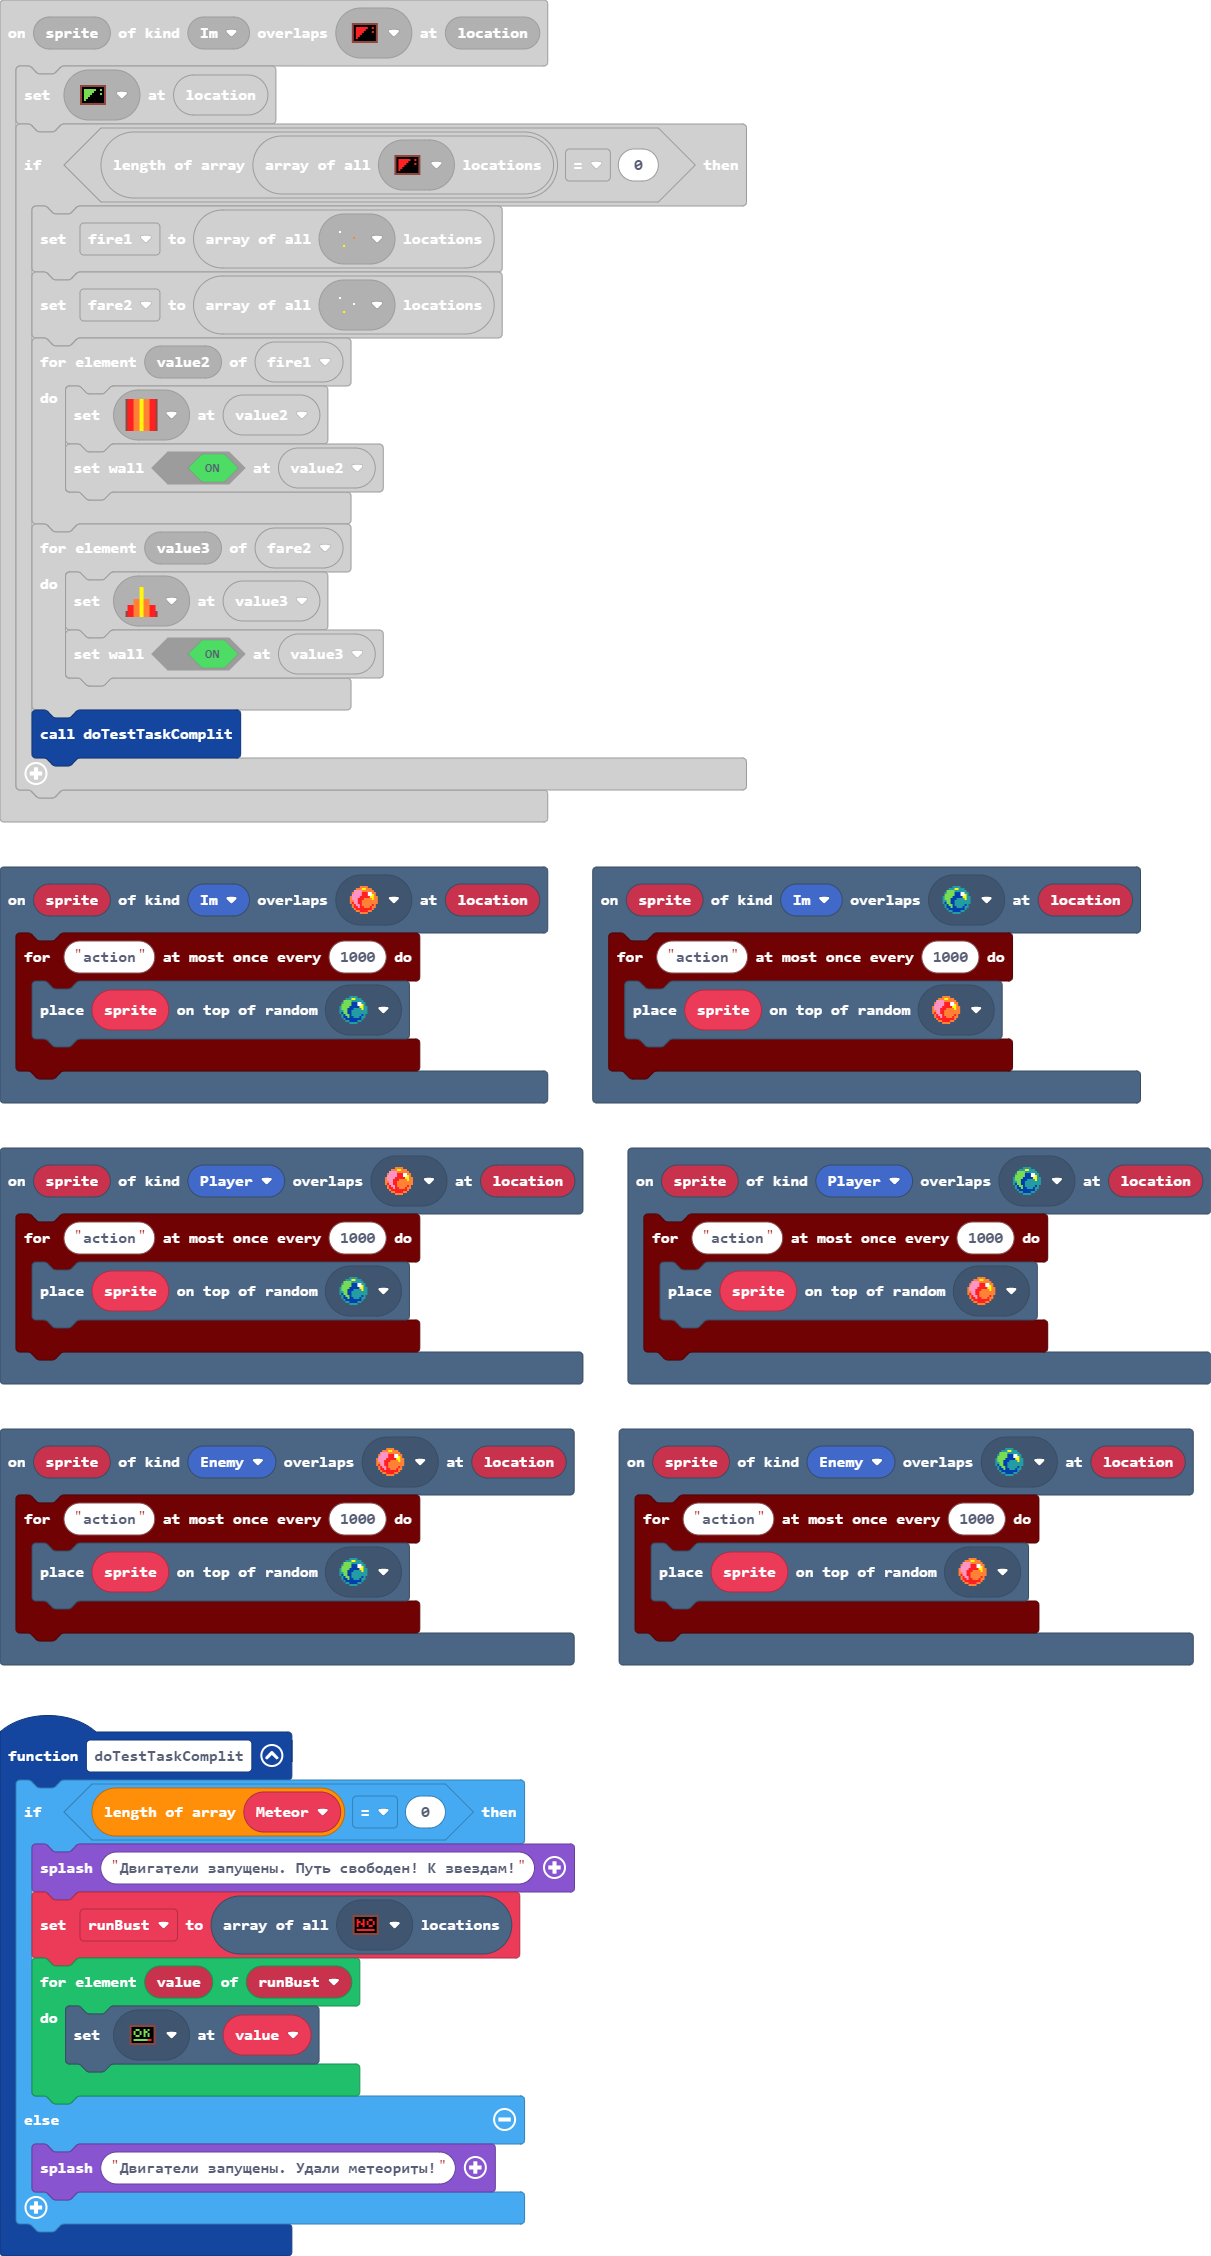 on sprite of kind Im overlaps at location
set at location
if length of array array of all locations = 0 then
set fire1 to array of all locations
set fare2 to array of all locations
for element value2 of fire1
do
set at value2
set wall ON at value2
for element value3 of fare2
do
set at value3
set wall ON at value3
call doTestTaskComplit
on sprite of kind Im overlaps at location
for "action" at most once every 1000 do
place sprite on top of random
on sprite of kind Im overlaps at location
for "action" at most once every 1000 do
place sprite on top of random
on sprite of kind Player overlaps at location
for "action" at most once every 1000 do
place sprite on top of random
on sprite of kind Player overlaps at location
for "action" at most once every 1000 do
place sprite on top of random
on sprite of kind Enemy overlaps at location
for "action" at most once every 1000 do
place sprite on top of random
on sprite of kind Enemy overlaps at location
for "action" at most once every 1000 do
place sprite on top of random
function doTestTaskComplit
if length of array Meteor = 0 then
splash "Двигатели запущены. Путь свободен! К звездам!"
set runBust to array of all NO locations
for element value of runBust
do
set OK at value
else
splash "Двигатели запущены. Удали метеориты!"